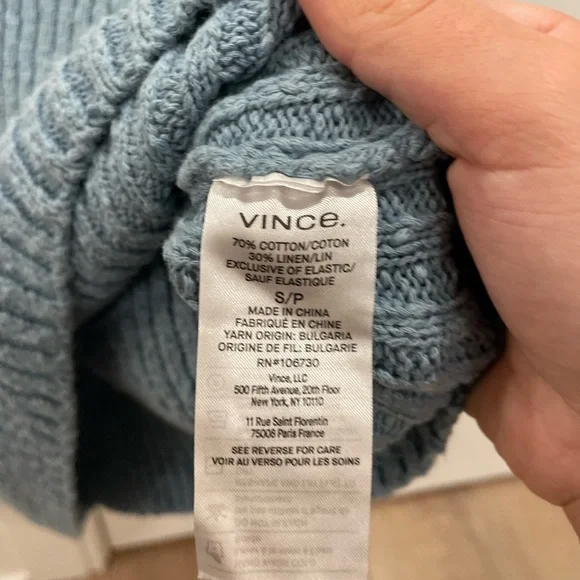 VINCe.
70% COTTON/COTON
30% LINEN/LIN
EXCLUSIVE OF ELASTIC/
SAUF ELASTIQUE
S/P
MADE IN CHINA
FABRIQUÉ EN CHINE
YARN ORIGIN: BULGARIA
ORIGINE DE FIL: BULGARIE
RN#106730
Vince, LLC
500 Fifth Avenue, 20th Floor
New York, NY, 10110
11 Rue Saint Florentin
75008 Paris France
SEE REVERSE FOR CARE
VOIR AU VERSO POUR LES SOINS